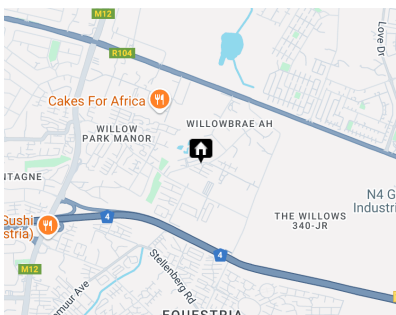 M12
Love Dr
R104
Cakes For Africa
WILLOWBRAE AH
WILLOW
PARK MANOR
NTAGNE
N4 G
Industri
THE WILLOWS
340-JR
4
Sushi
stria)
4
M12
Stellenberg Rd
emuur Ave
EQUESTRIA